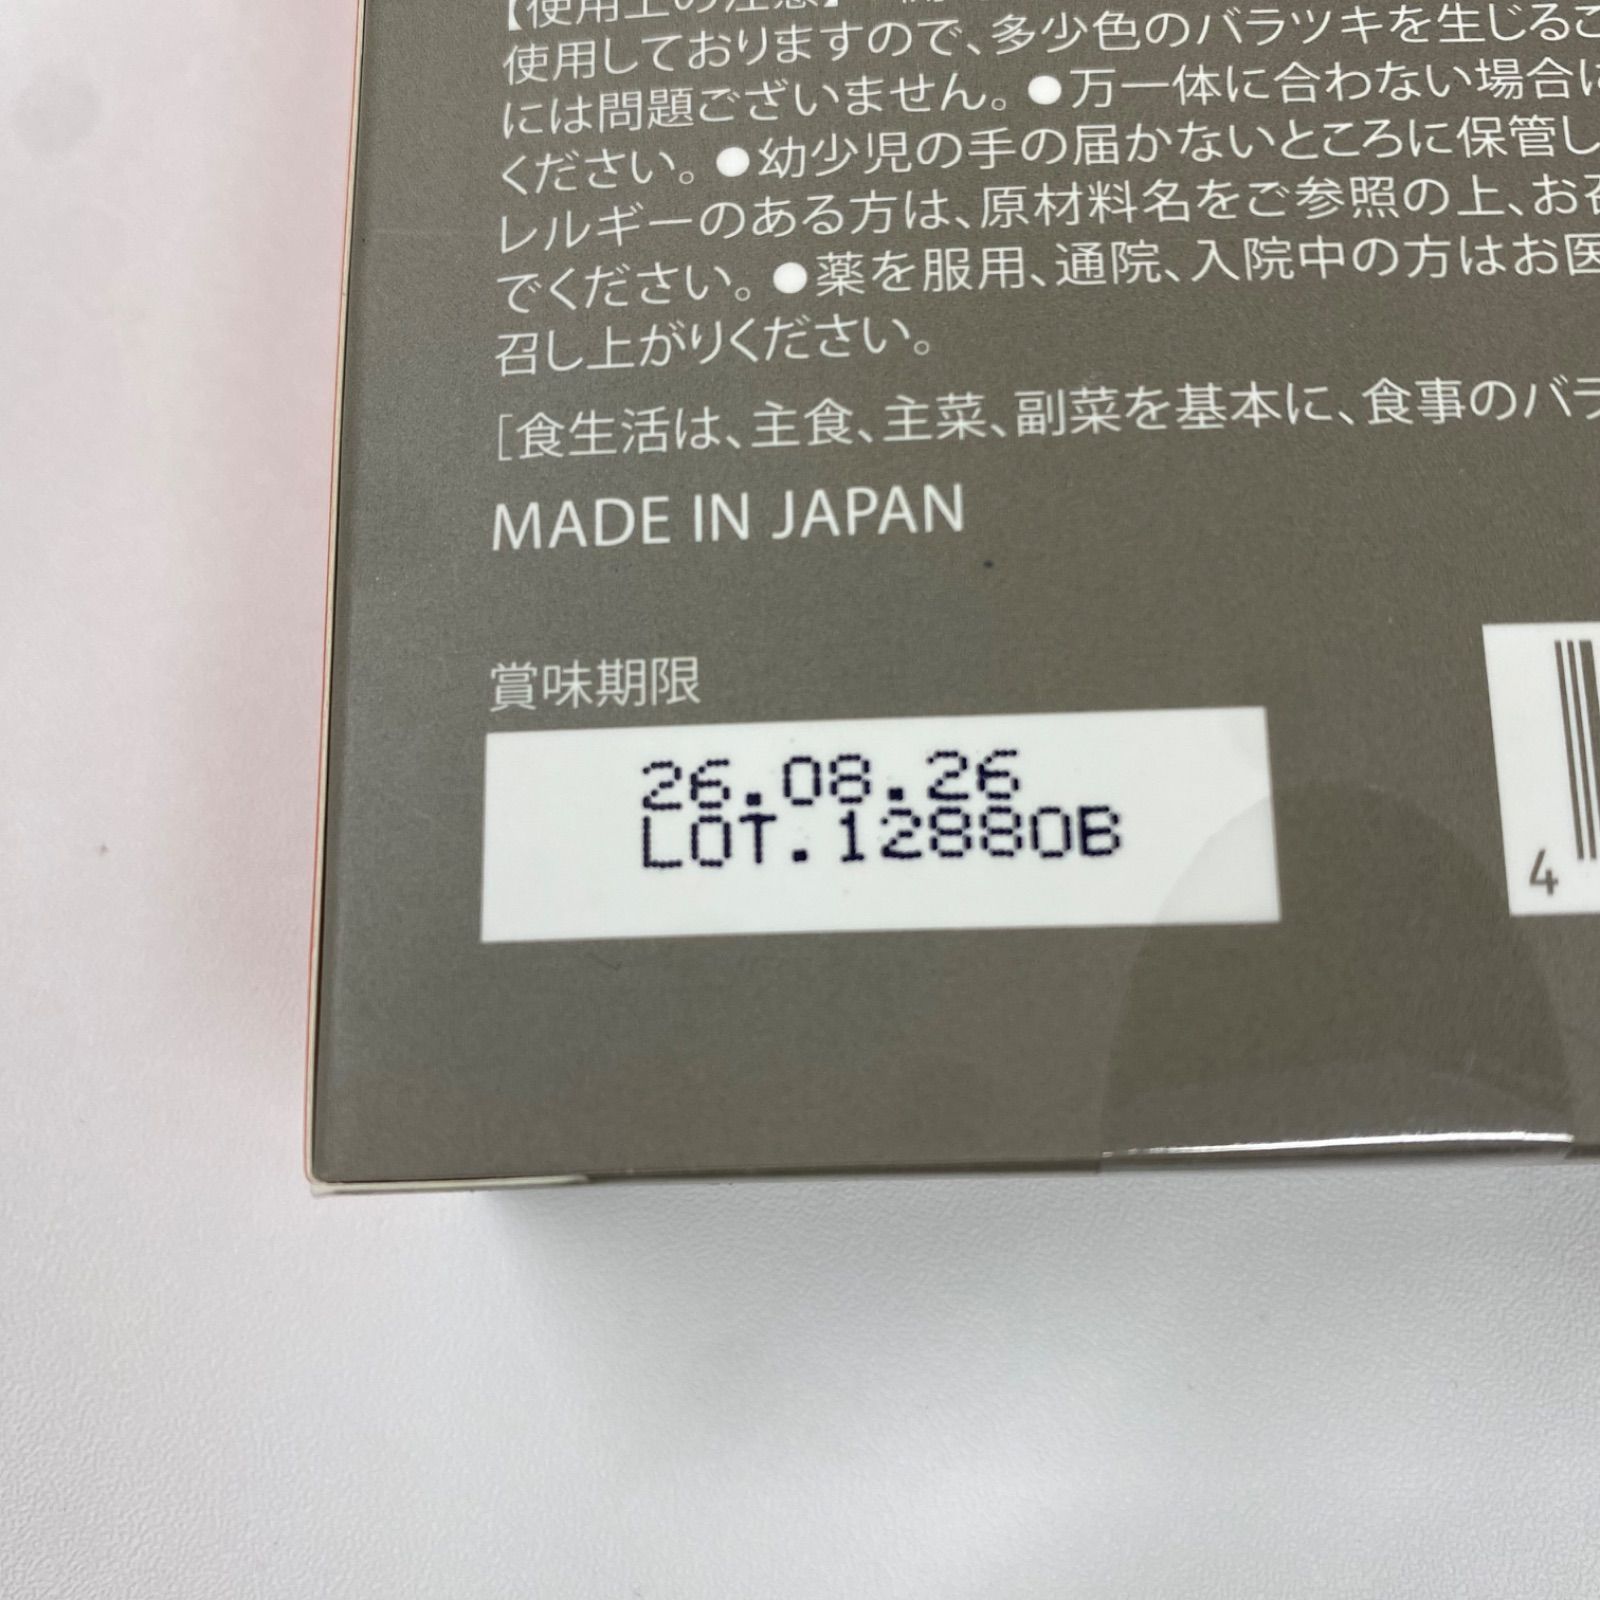 【使用上の注意】
使用しておりますので、多少色のバラツキを生じるこ
には問題ございません。●万一体に合わない場合に
ください。●幼少児の手の届かないところに保管し
レルギーのある方は、原材料名をご参照の上、お召
でください。●薬を服用、通院、入院中の方はお医
召し上がりください。
[食生活は、主食、主菜、副菜を基本に、食事のバラ
MADE IN JAPAN
賞味期限
26.08.26
LOT.12880B
4